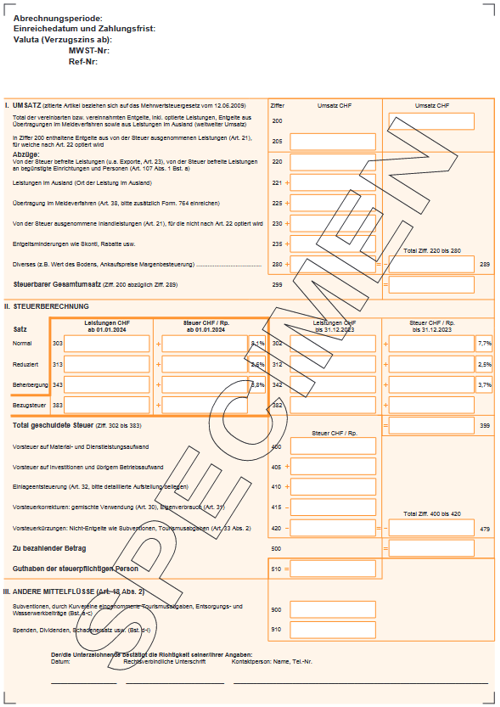 Abrechnungsperiode:
Einreichedatum und Zahlungsfrist:
Valuta (Verzugszins ab):
MWST-Nr:
Ref-Nr:
I. UMSATZ (zitierte Artikel beziehen sich auf das Mehrwertsteuergesetz vom 12.06.2009) Ziffer Umsatz CHF Umsatz CHF
Total der vereinbarten bzw. vereinnahmten Entgelte, inkl. optierte Leistungen, Entgelte aus
Übertragungen im Meldeverfahren sowie aus Leistungen im Ausland (weltweiter Umsatz) 200
In Ziffer 200 enthaltene Entgelte aus von der Steuer ausgenommenen Leistungen (Art. 21),
für welche nach Art. 22 optiert wird 205
Abzüge:
Von der Steuer befreite Leistungen (u.a. Exporte, Art. 23), von der Steuer befreite Leistungen
an begünstigte Einrichtungen und Personen (Art. 107 Abs. 1 Bst. a) 220
Leistungen im Ausland (Ort der Leistung im Ausland) 221 +
Übertragung im Meldeverfahren (Art. 38, bitte zusätzlich Form. 764 einreichen) 225 +
Von der Steuer ausgenommene Inlandleistungen (Art. 21), für die nicht nach Art. 22 optiert wird 230 +
Entgeltsminderungen wie Skonti, Rabatte usw. 235 +
Total Ziff. 220 bis 280
Diverses (z.B. Wert des Bodens, Ankaufspreise Margenbesteuerung) 280 + = - 289
Steuerbarer Gesamtumsatz (Ziff. 200 abzüglich Ziff. 289) 299 =
II. STEUERBERECHNUNG
Satz Leistungen CHF ab 01.01.2024 Steuer CHF / Rp. ab 01.01.2024 Leistungen CHF bis 31.12.2023 Steuer CHF / Rp. bis 31.12.2023
Normal 303 + 8,1% 302 + 7,7%
Reduziert 313 + 2,6% 312 + 2,5%
Beherbergung 343 + 3,8% 342 + 3,7%
Bezugsteuer 383 + 382 +
Total geschuldete Steuer (Ziff. 302 bis 383) = 399
Steuer CHF / Rp.
Vorsteuer auf Material- und Dienstleistungsaufwand 400
Vorsteuer auf Investitionen und übrigem Betriebsaufwand 405 +
Einlageentsteuerung (Art. 32, bitte detaillierte Aufstellung beilegen) 410 +
Vorsteuerkorrekturen: gemischte Verwendung (Art. 30), Eigenverbrauch (Art. 31) 415 -
Total Ziff. 400 bis 420
Vorsteuerkürzungen: Nicht-Entgelte wie Subventionen, Tourismusabgaben (Art. 33 Abs. 2) 420 - = - 479
Zu bezahlender Betrag 500 =
Guthaben der steuerpflichtigen Person 510 =
III. ANDERE MITTELFLÜSSE (Art. 18 Abs. 2)
Subventionen, durch Kurvereine eingenommene Tourismusabgaben, Entsorgungs- und
Wasserwerkbeiträge (Bst. a-c) 900
Spenden, Dividenden, Schadenersatz usw. (Bst. d-l) 910
Der/die Unterzeichnende bestätigt die Richtigkeit seiner/ihrer Angaben:
Datum: Rechtsverbindliche Unterschrift Kontaktperson: Name, Tel.-Nr.
SPECIMEN